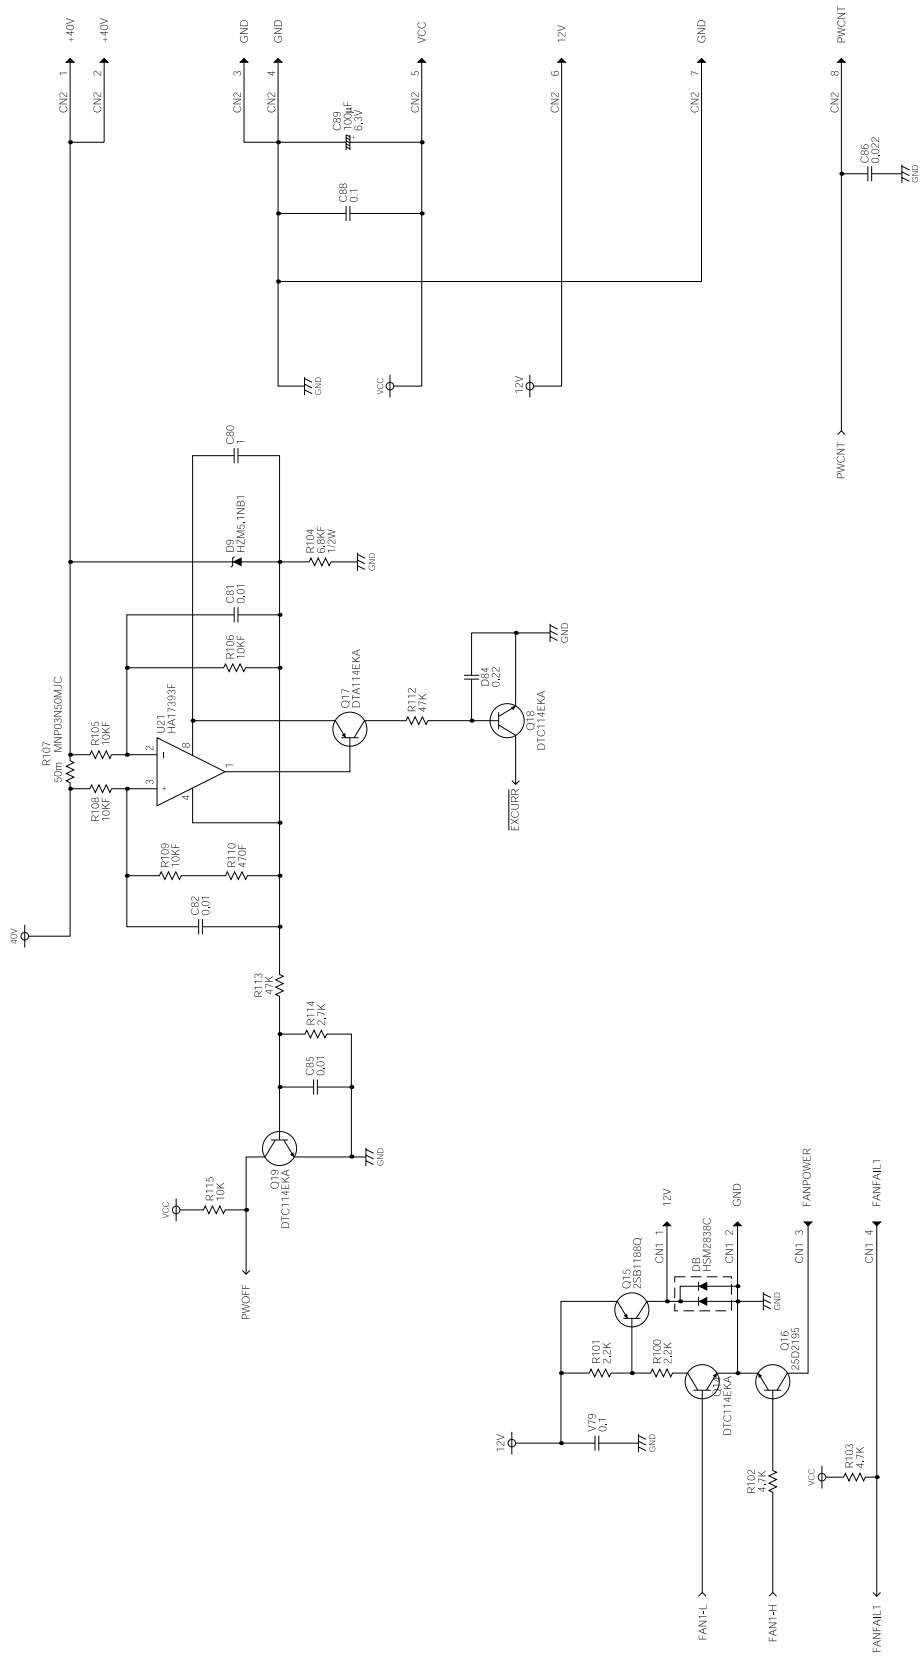 +40V
CN2 1
+40V
CN2 2
GND
CN2 3
GND
CN2 4
VCC
CN2 5
12V
CN2 6
GND
CN2 7
PWCNT
CN2 8
C89
100μF
6.3V
+
C88
0.1
C86
0.022
GND
GND
VCC
12V
PWCNT
C80
1
D9
HZM5.1NB1
R104
6.8KF
1/2W
GND
C81
0.01
R106
10KF
R107
50m MNP03N50MJC
R105
10KF
R108
10KF
U21
HA17393F
2
3
8
4
1
−
+
Q17
DTA114EKA
R112
47K
D84
0.22
Q18
DTC114EKA
GND
EXCURR
R109
10KF
R110
470F
C82
0.01
40V
R113
47K
R114
2.7K
C85
0.01
Q19
DTC114EKA
GND
VCC
R115
10K
PWOFF
12V
CN1 1
GND
CN1 2
FANPOWER
CN1 3
FANFAIL1
CN1 4
DB
HSM2838C
Q15
2SB1188Q
GND
R101
2.2K
R100
2.2K
DTC114EKA
Q16
25D2195
12V
V79
0.1
GND
R102
4.7K
VCC
R103
4.7K
FAN1-L
FAN1-H
FANFAIL1